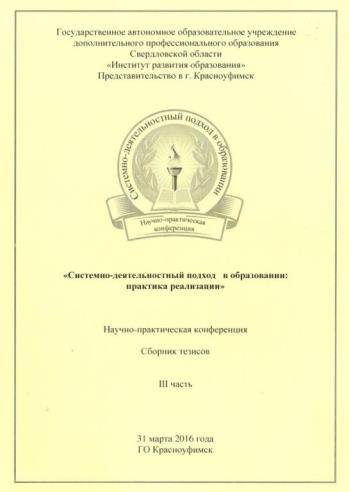 Государственное автономное образовательное учреждение
дополнительного профессионального образования
Свердловской области
«Институт развития образования»
Представительство в г. Красноуфимск
Системно-деятельностный подход в образовании
Научно-практическая
конференция
«Системно-деятельностный подход в образовании:
практика реализации»
Научно-практическая конференция
Сборник тезисов
III часть
31 марта 2016 года
ГО Красноуфимск